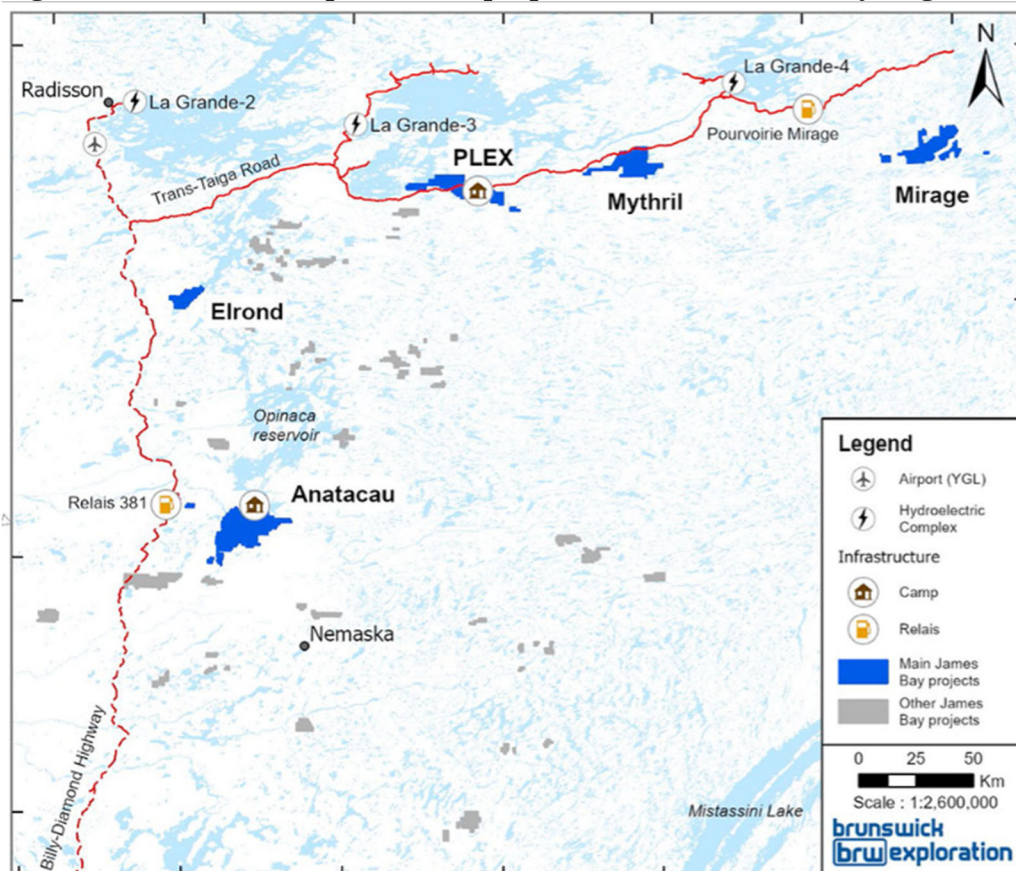 N
Radisson
La Grande-2
La Grande-4
La Grande-3
Pourvoirie Mirage
PLEX
Trans-Taiga Road
Mythril
Mirage
Elrond
Opinaca
reservoir
Relais 381
Anatacau
Nemaska
Billy-Diamond Highway
Mistassini Lake
Legend
Airport (YGL)
Hydroelectric
Complex
Infrastructure
Camp
Relais
Main James
Bay projects
Other James
Bay projects
0 25 50
Km
Scale : 1:2,600,000
brunswick
brw exploration